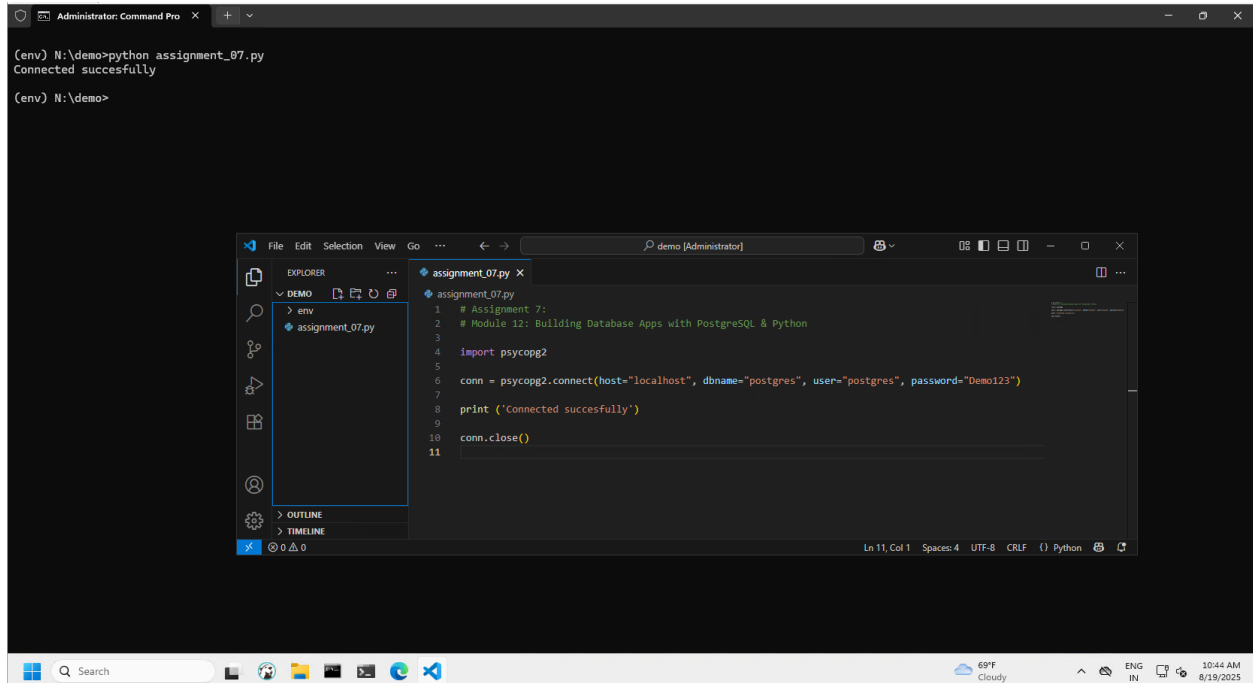 Administrator: Command Pro
(env) N:\demo>python assignment_07.py
Connected succesfully
(env) N:\demo>
File Edit Selection View Go ···
demo [Administrator]
EXPLORER
DEMO
env
assignment_07.py
OUTLINE
TIMELINE
assignment_07.py
assignment_07.py
1 # Assignment 7:
2 # Module 12: Building Database Apps with PostgreSQL & Python
3
4 import psycopg2
5
6 conn = psycopg2.connect(host="localhost", dbname="postgres", user="postgres", password="Demo123")
7
8 print ('Connected succesfully')
9
10 conn.close()
11
0 0
Ln 11, Col 1 Spaces: 4 UTF-8 CRLF {} Python
Search
69°F
Cloudy
ENG
IN
10:44 AM
8/19/2025